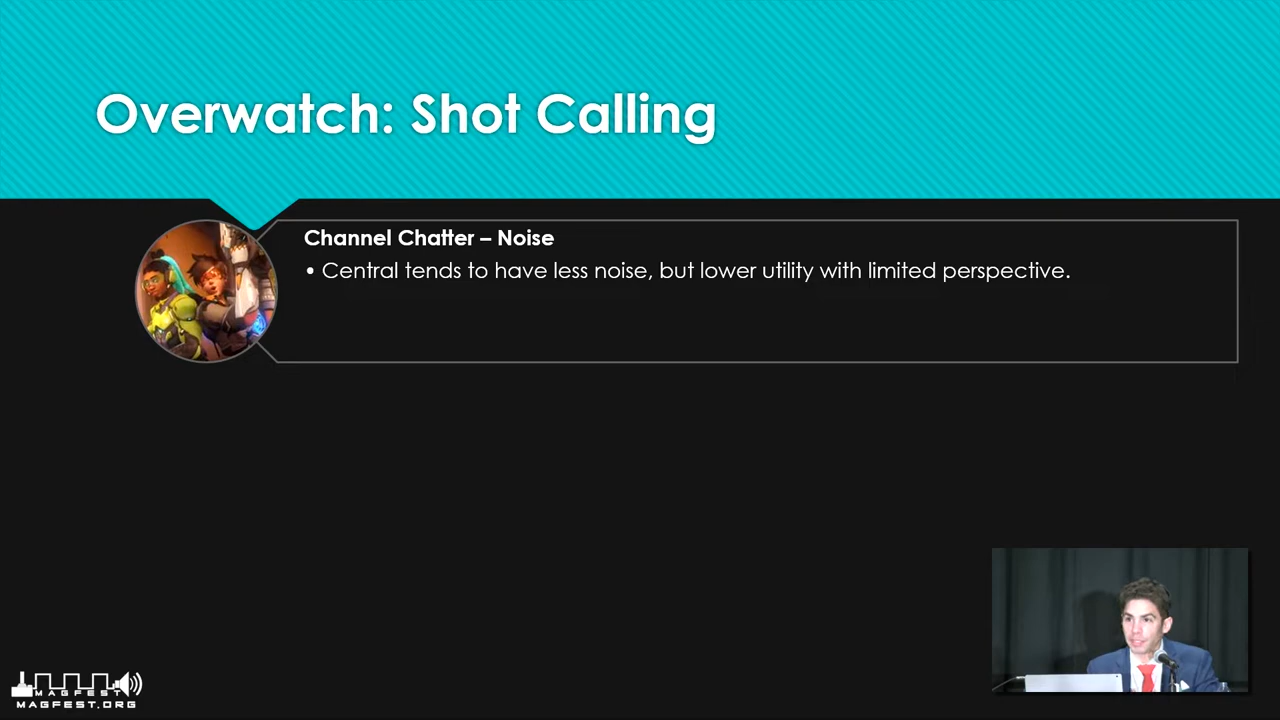 Overwatch: Shot Calling
Channel Chatter – Noise
• Central tends to have less noise, but lower utility with limited perspective.
MAGFEST
MAGFEST.ORG